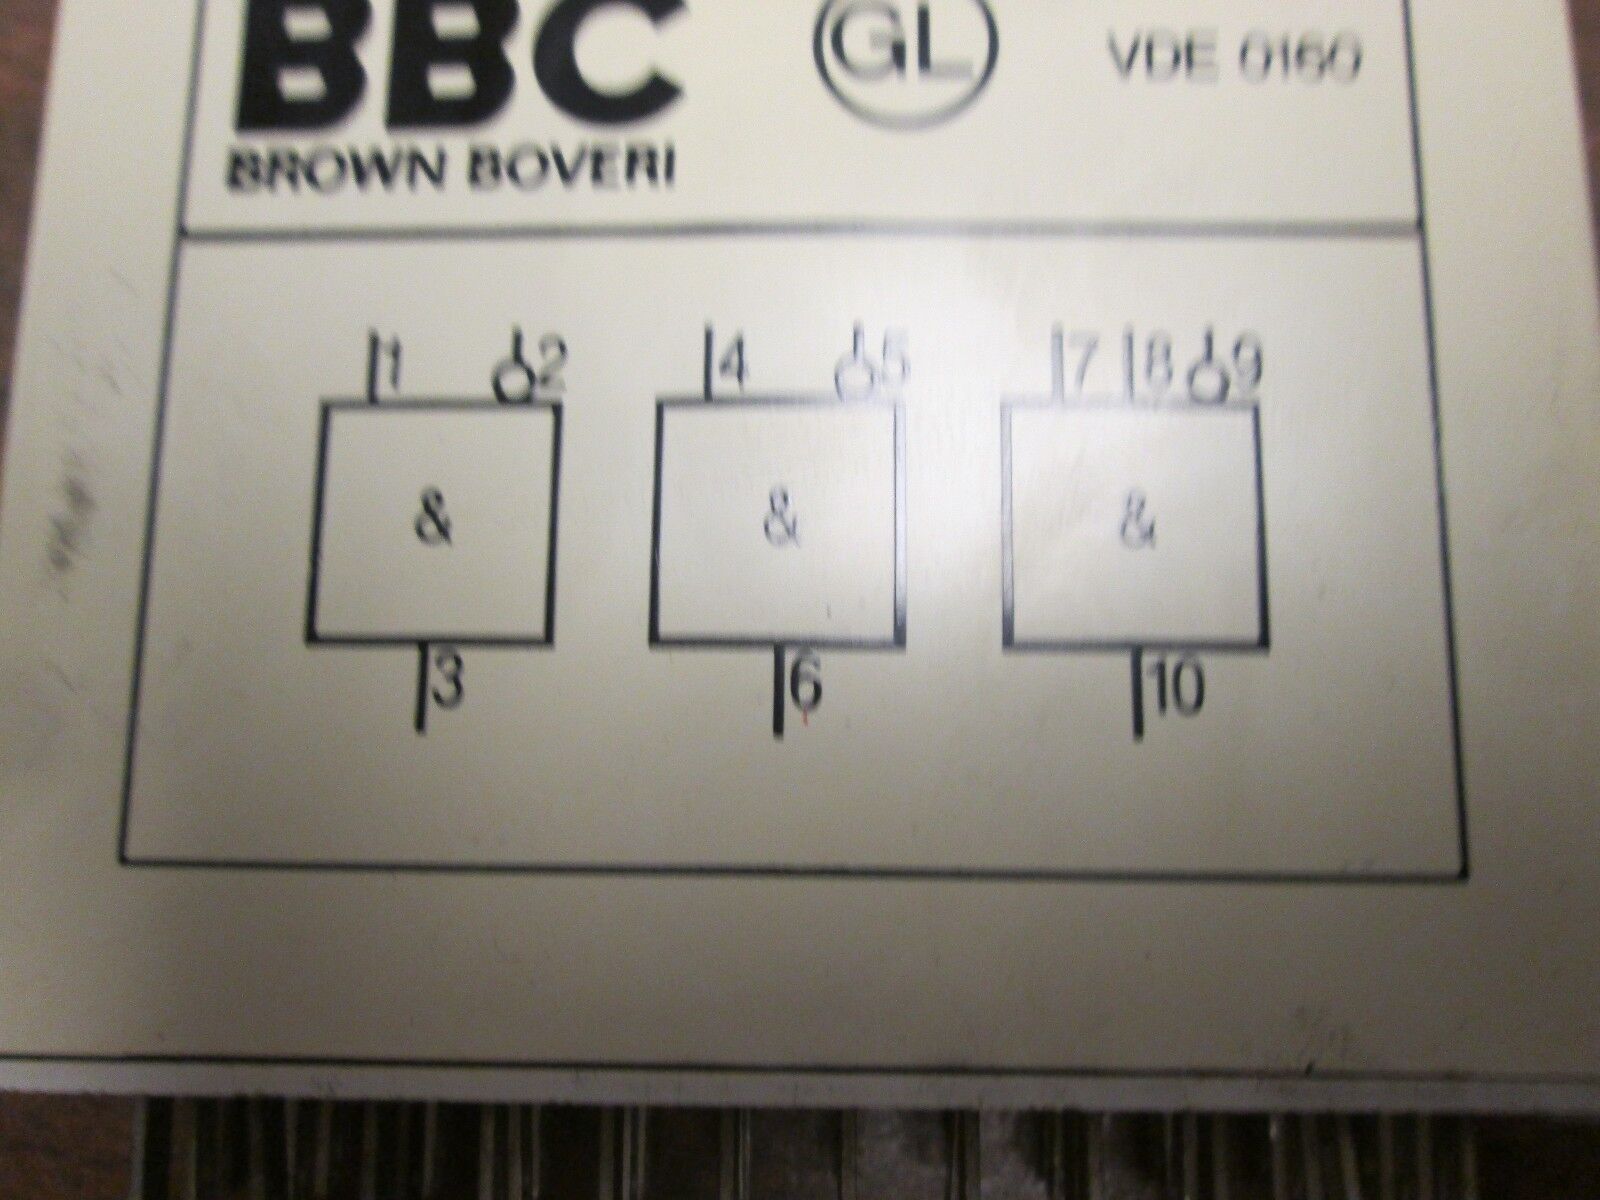 BBC GL VDE 0160
BROWN BOVERI
1 2 4 5 7 8 9
& & &
3 6 10